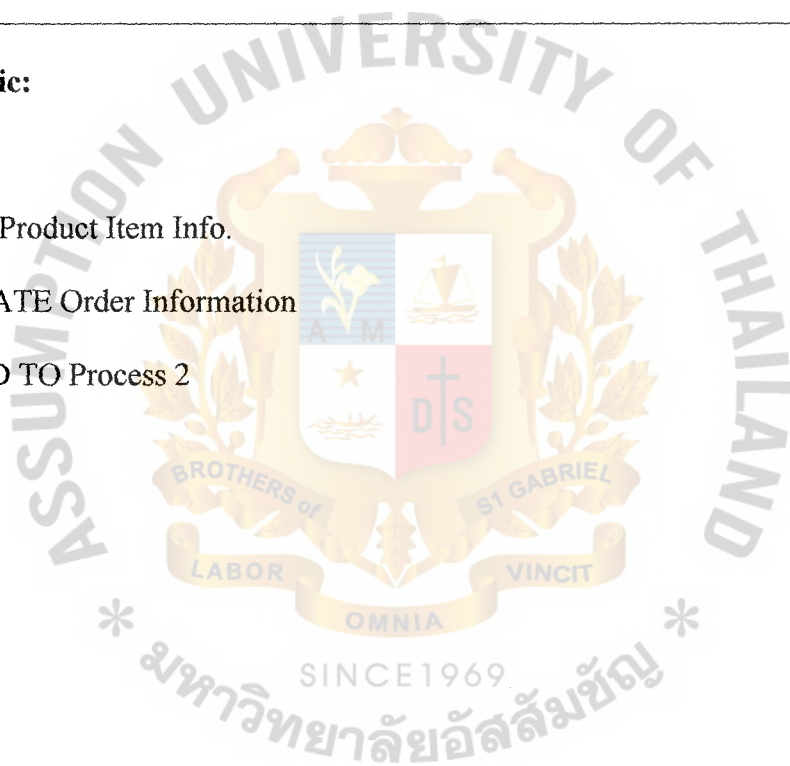 ic:
Product Item Info.
ATE Order Information
D TO Process 2
ASSUMPTION UNIVERSITY OF THAILAND
A M
D S
BROTHERS of
S1 GABRIEL
LABOR
VINCIT
OMNIA
SINCE1969
* มหาวิทยาลัยอัสสัมชัญ *